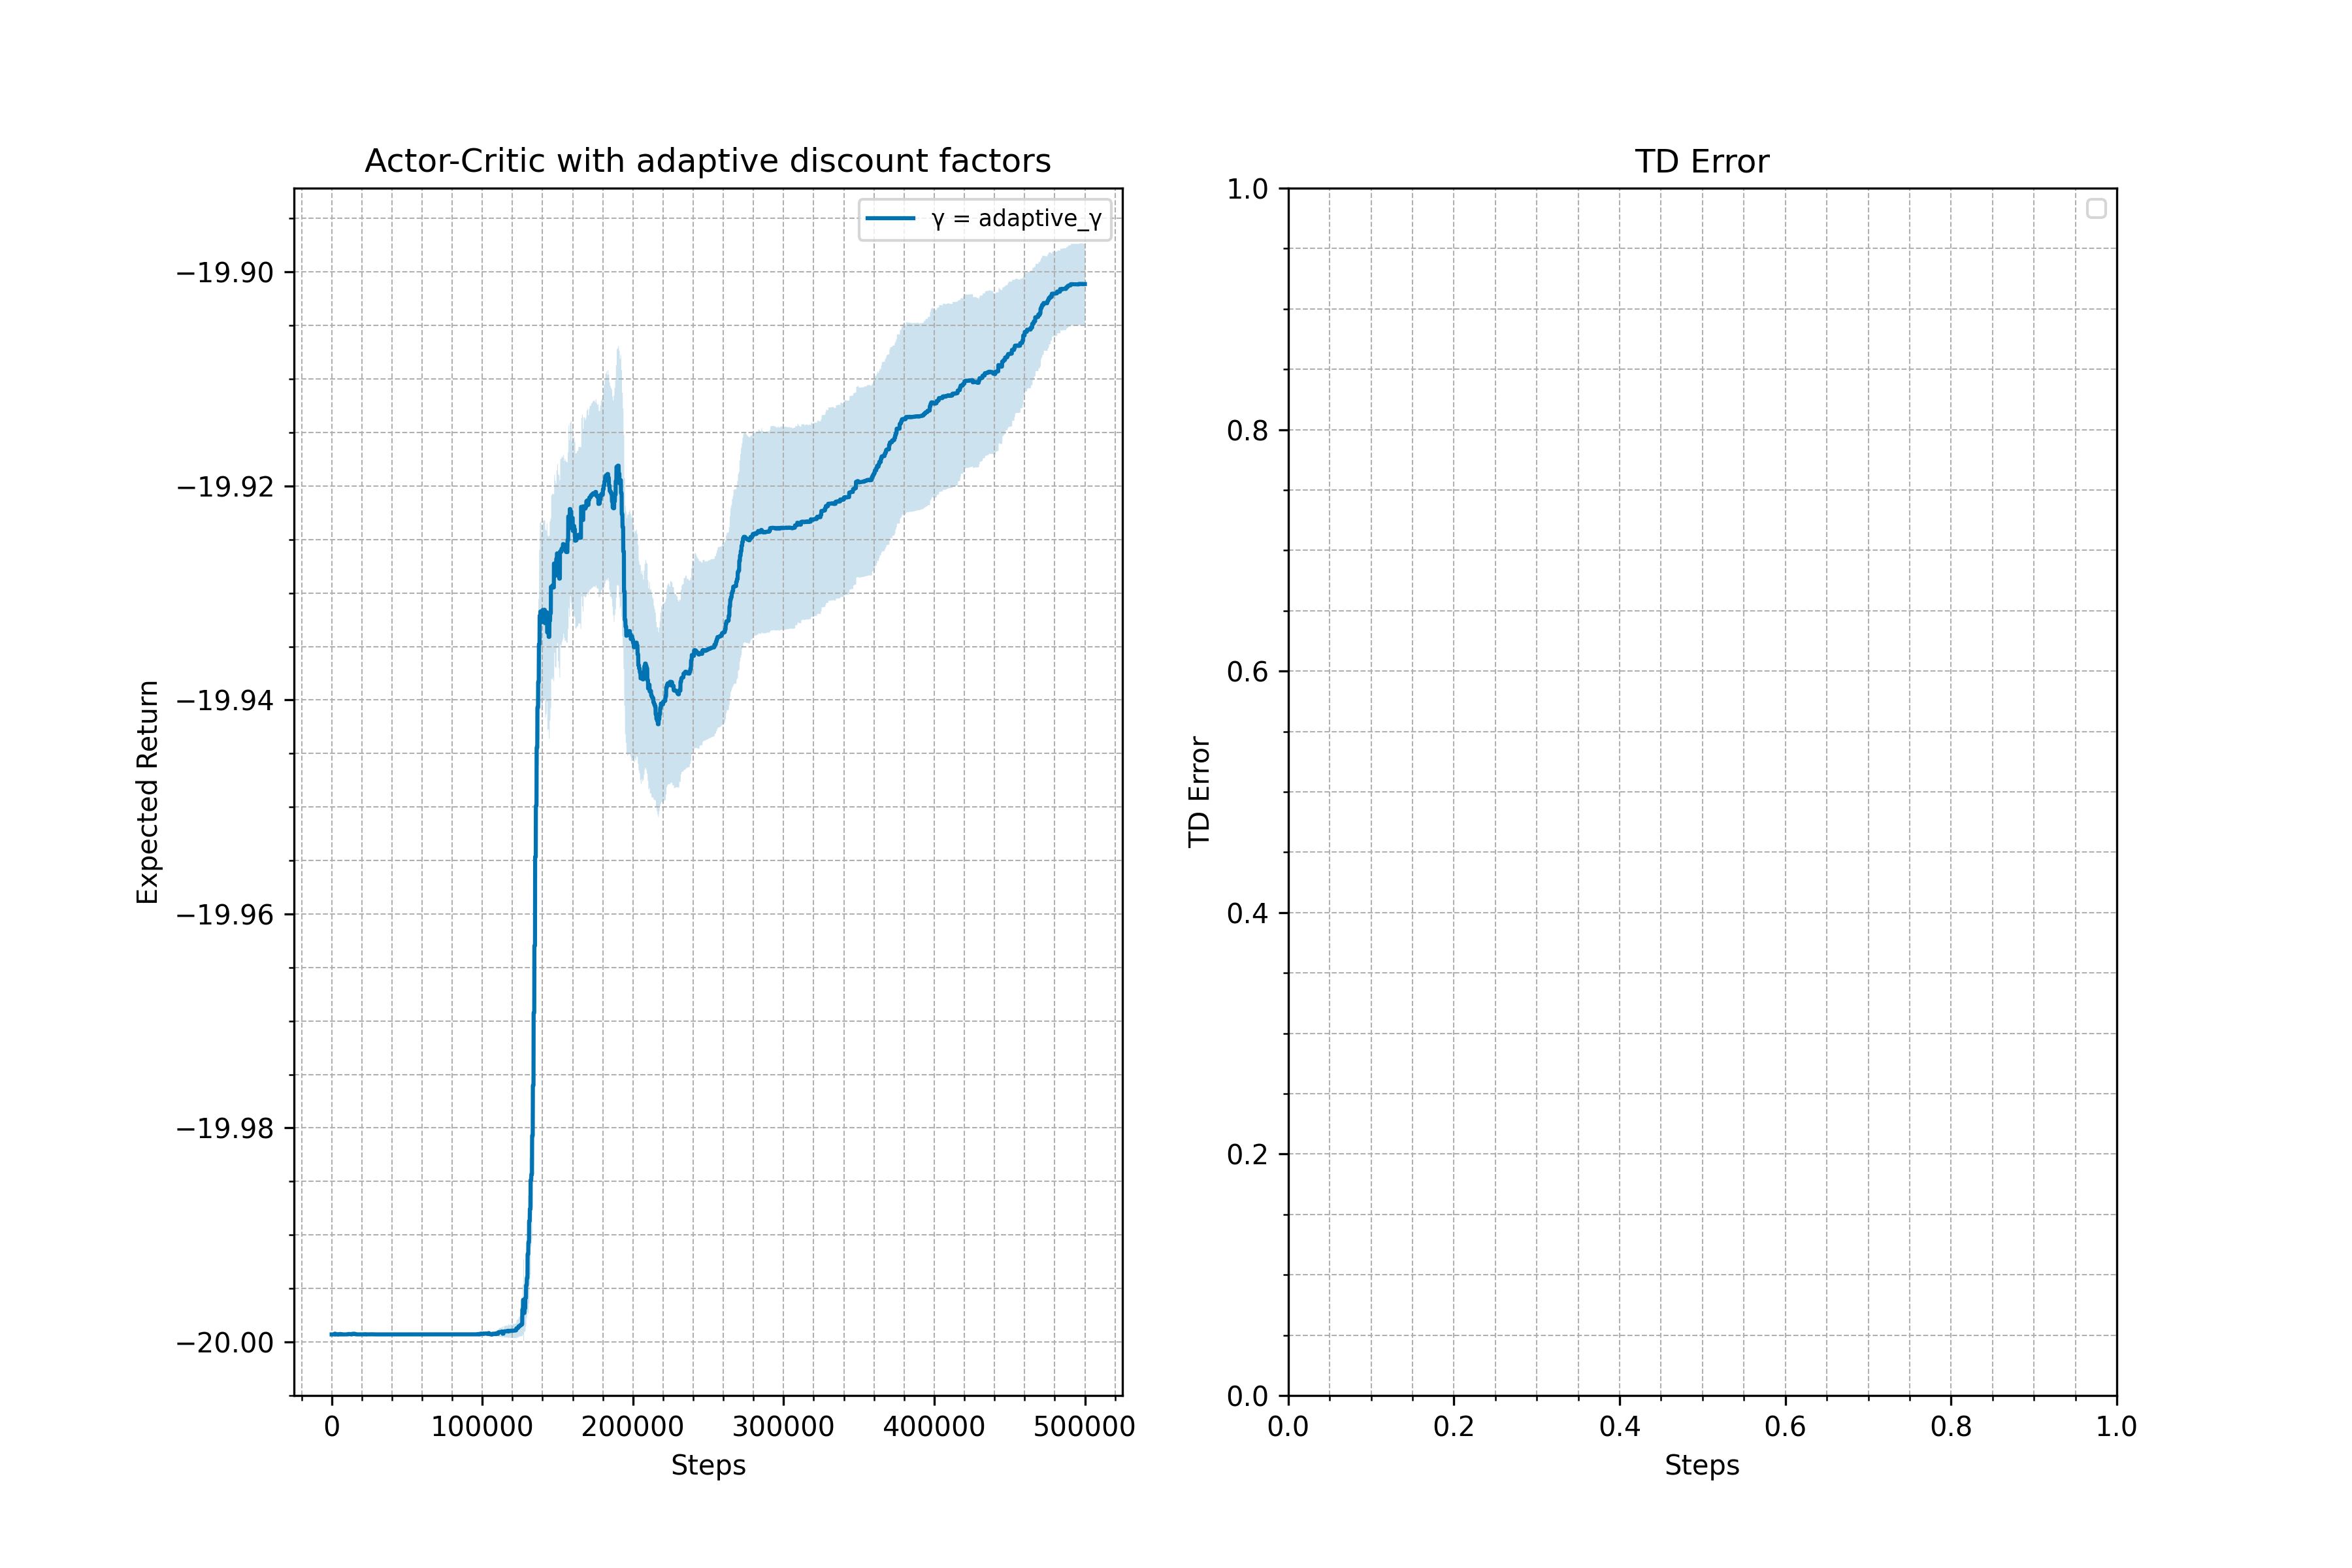 Actor-Critic with adaptive discount factors
γ = adaptive_γ
Expected Return
−19.90
−19.92
−19.94
−19.96
−19.98
−20.00
0 100000 200000 300000 400000 500000
Steps
TD Error
TD Error
1.0
0.8
0.6
0.4
0.2
0.0
0.0 0.2 0.4 0.6 0.8 1.0
Steps